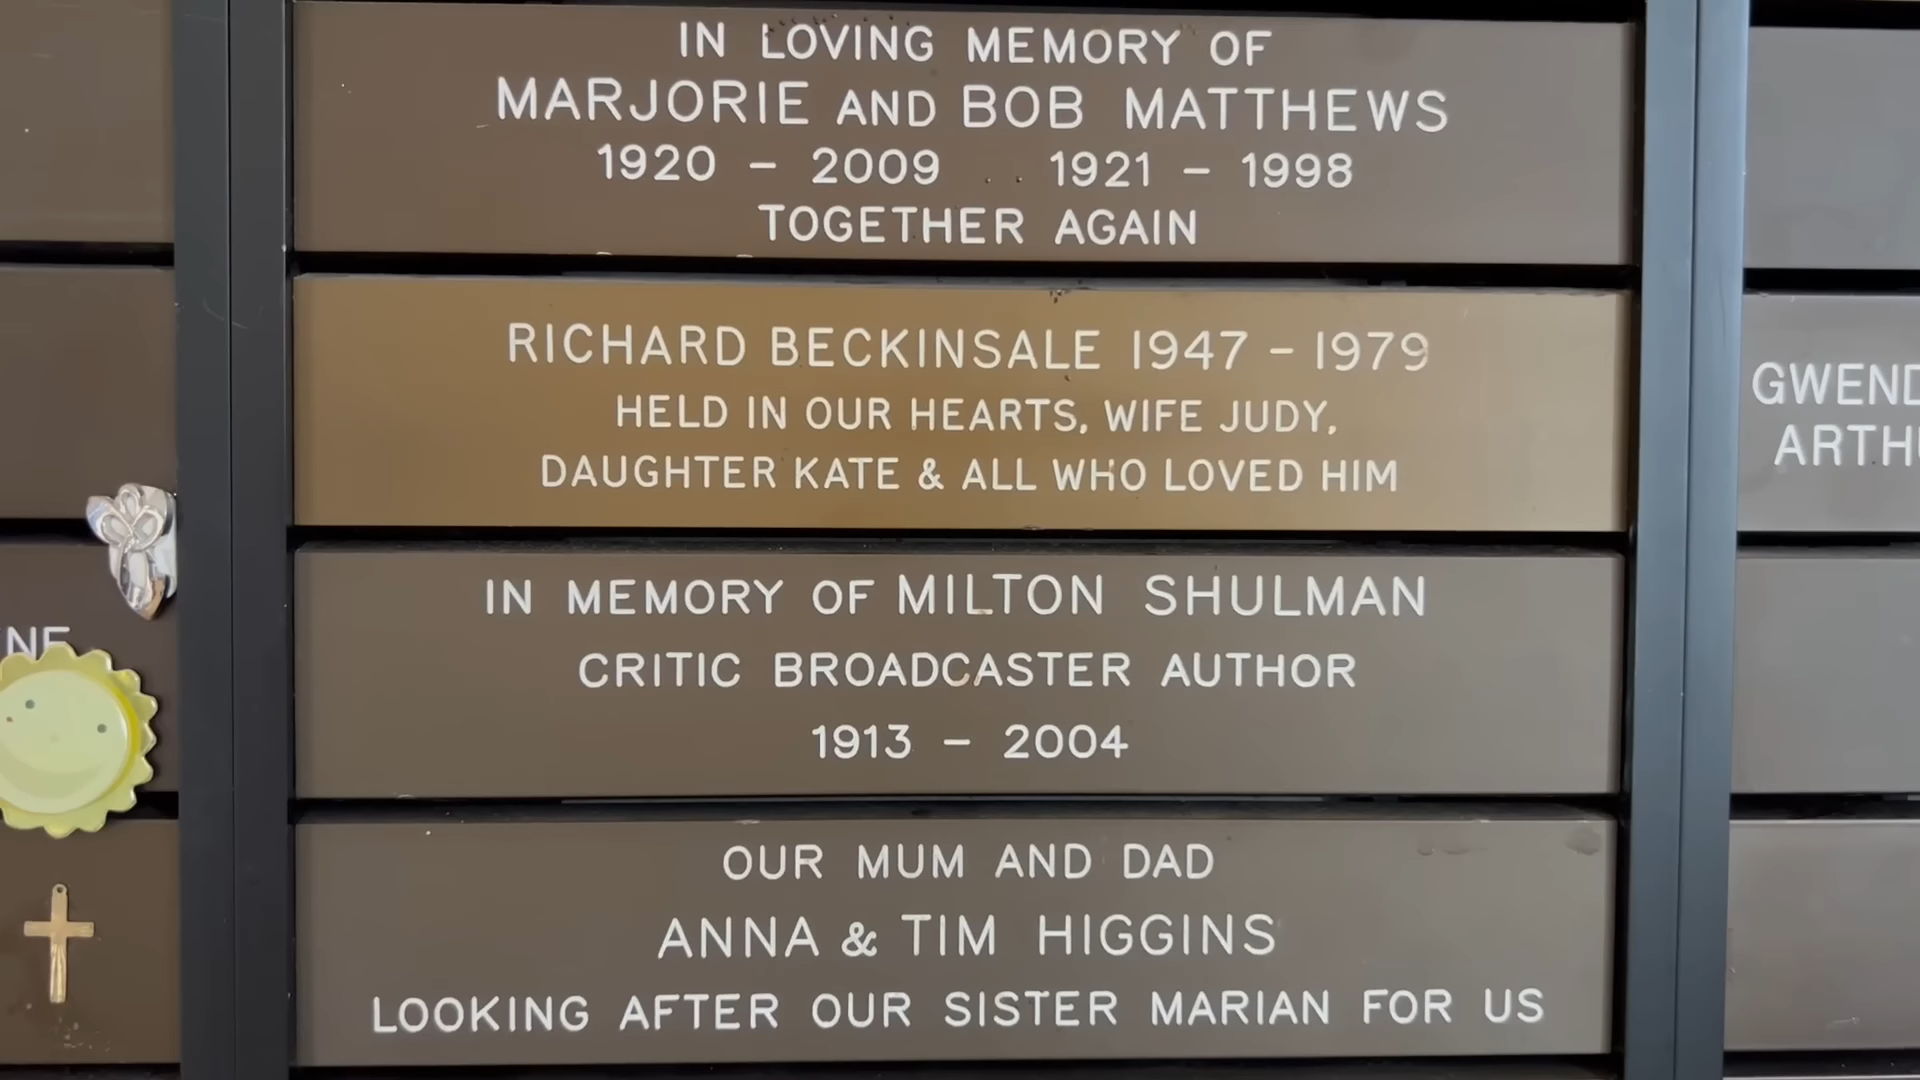 IN LOVING MEMORY OF
MARJORIE AND BOB MATTHEWS
1920 – 2009 .. 1921 – 1998
TOGETHER AGAIN
RICHARD BECKINSALE 1947 – 1979
HELD IN OUR HEARTS, WIFE JUDY,
DAUGHTER KATE & ALL WHO LOVED HIM
IN MEMORY OF MILTON SHULMAN
CRITIC BROADCASTER AUTHOR
1913 – 2004
OUR MUM AND DAD
ANNA & TIM HIGGINS
LOOKING AFTER OUR SISTER MARIAN FOR US